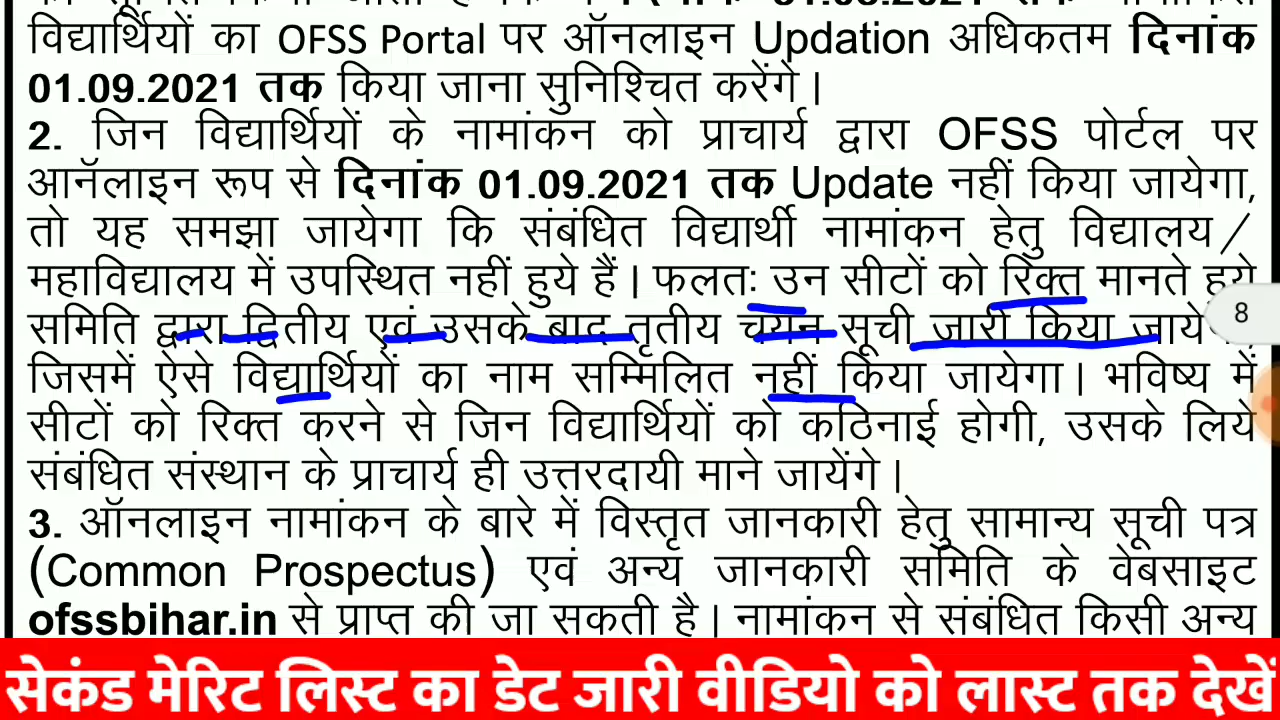 01.09.2021 तक किया जाना सुनिश्चित करेंगे।
विद्यार्थियों का OFSS Portal पर ऑनलाइन Updation अधिकतम दिनांक
2. जिन विद्यार्थियों के नामांकन को प्राचार्य द्वारा OFSS पोर्टल पर
आनॅलाइन रूप से दिनांक 01.09.2021 तक Update नहीं किया जायेगा,
तो यह समझा जायेगा कि संबंधित विद्यार्थी नामांकन हेतु विद्यालय/
महाविद्यालय में उपस्थित नहीं हुये हैं। फलतः उन सीटों को रिक्त मानते हुये
समिति द्वारा द्वितीय एवं उसके बाद तृतीय चयन सूची जारी किया
8
जिसमें ऐसे विद्यार्थियों का नाम सम्मिलित नहीं किया जायेगा। भविष्य में
सीटों को रिक्त करने से जिन विद्यार्थियों को कठिनाई होगी, उसके लिये
संबंधित संस्थान के प्राचार्य ही उत्तरदायी माने जायेंगे।
3. ऑनलाइन नामांकन के बारे में विस्तृत जानकारी हेतु सामान्य सूची पत्र
(Common Prospectus) एवं अन्य जानकारी समिति के वेबसाइट
ofssbihar.in से प्राप्त की जा सकती है। नामांकन से संबंधित किसी अन्य
सेकंड मेरिट लिस्ट का डेट जारी वीडियो को लास्ट तक देखें